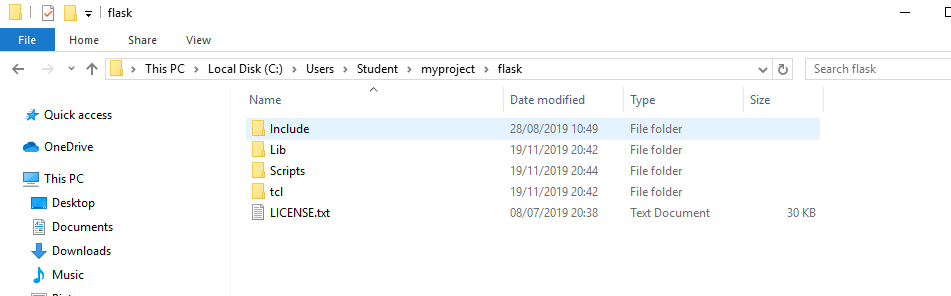 flask
File Home Share View
This PC Local Disk (C:) Users Student myproject flask Search flask
Name Date modified Type Size
Quick access
OneDrive
This PC
Desktop
Documents
Downloads
Music
Include 28/08/2019 10:49 File folder
Lib 19/11/2019 20:42 File folder
Scripts 19/11/2019 20:44 File folder
tcl 19/11/2019 20:42 File folder
LICENSE.txt 08/07/2019 20:38 Text Document 30 KB